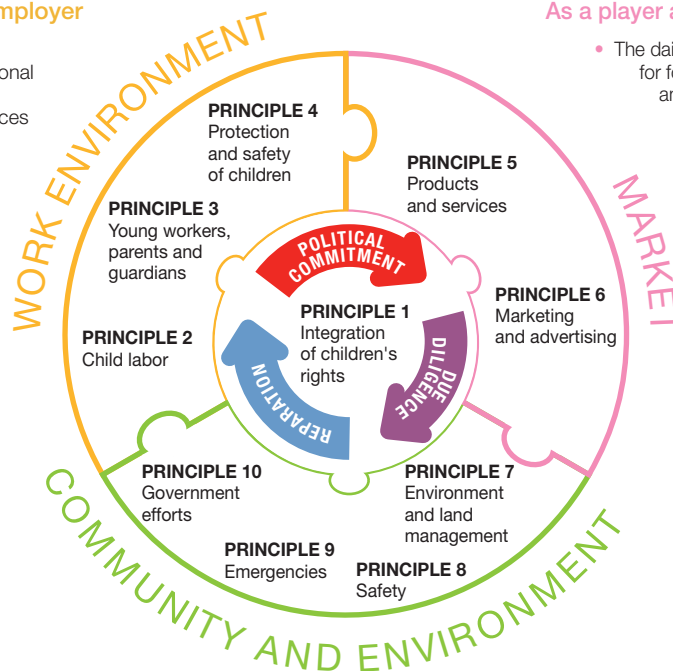 mployer
onal
ces
As a player a
• The dai
for fo
an
WORK ENVIRONMENT
MARKET
COMMUNITY AND ENVIRONMENT
PRINCIPLE 4
Protection
and safety
of children
PRINCIPLE 5
Products
and services
PRINCIPLE 3
Young workers,
parents and
guardians
PRINCIPLE 6
Marketing
and advertising
PRINCIPLE 2
Child labor
POLITICAL
COMMITMENT
PRINCIPLE 1
Integration
of children's
rights
DUE
DILIGENCE
REPARATION
PRINCIPLE 10
Government
efforts
PRINCIPLE 7
Environment
and land
management
PRINCIPLE 9
Emergencies
PRINCIPLE 8
Safety